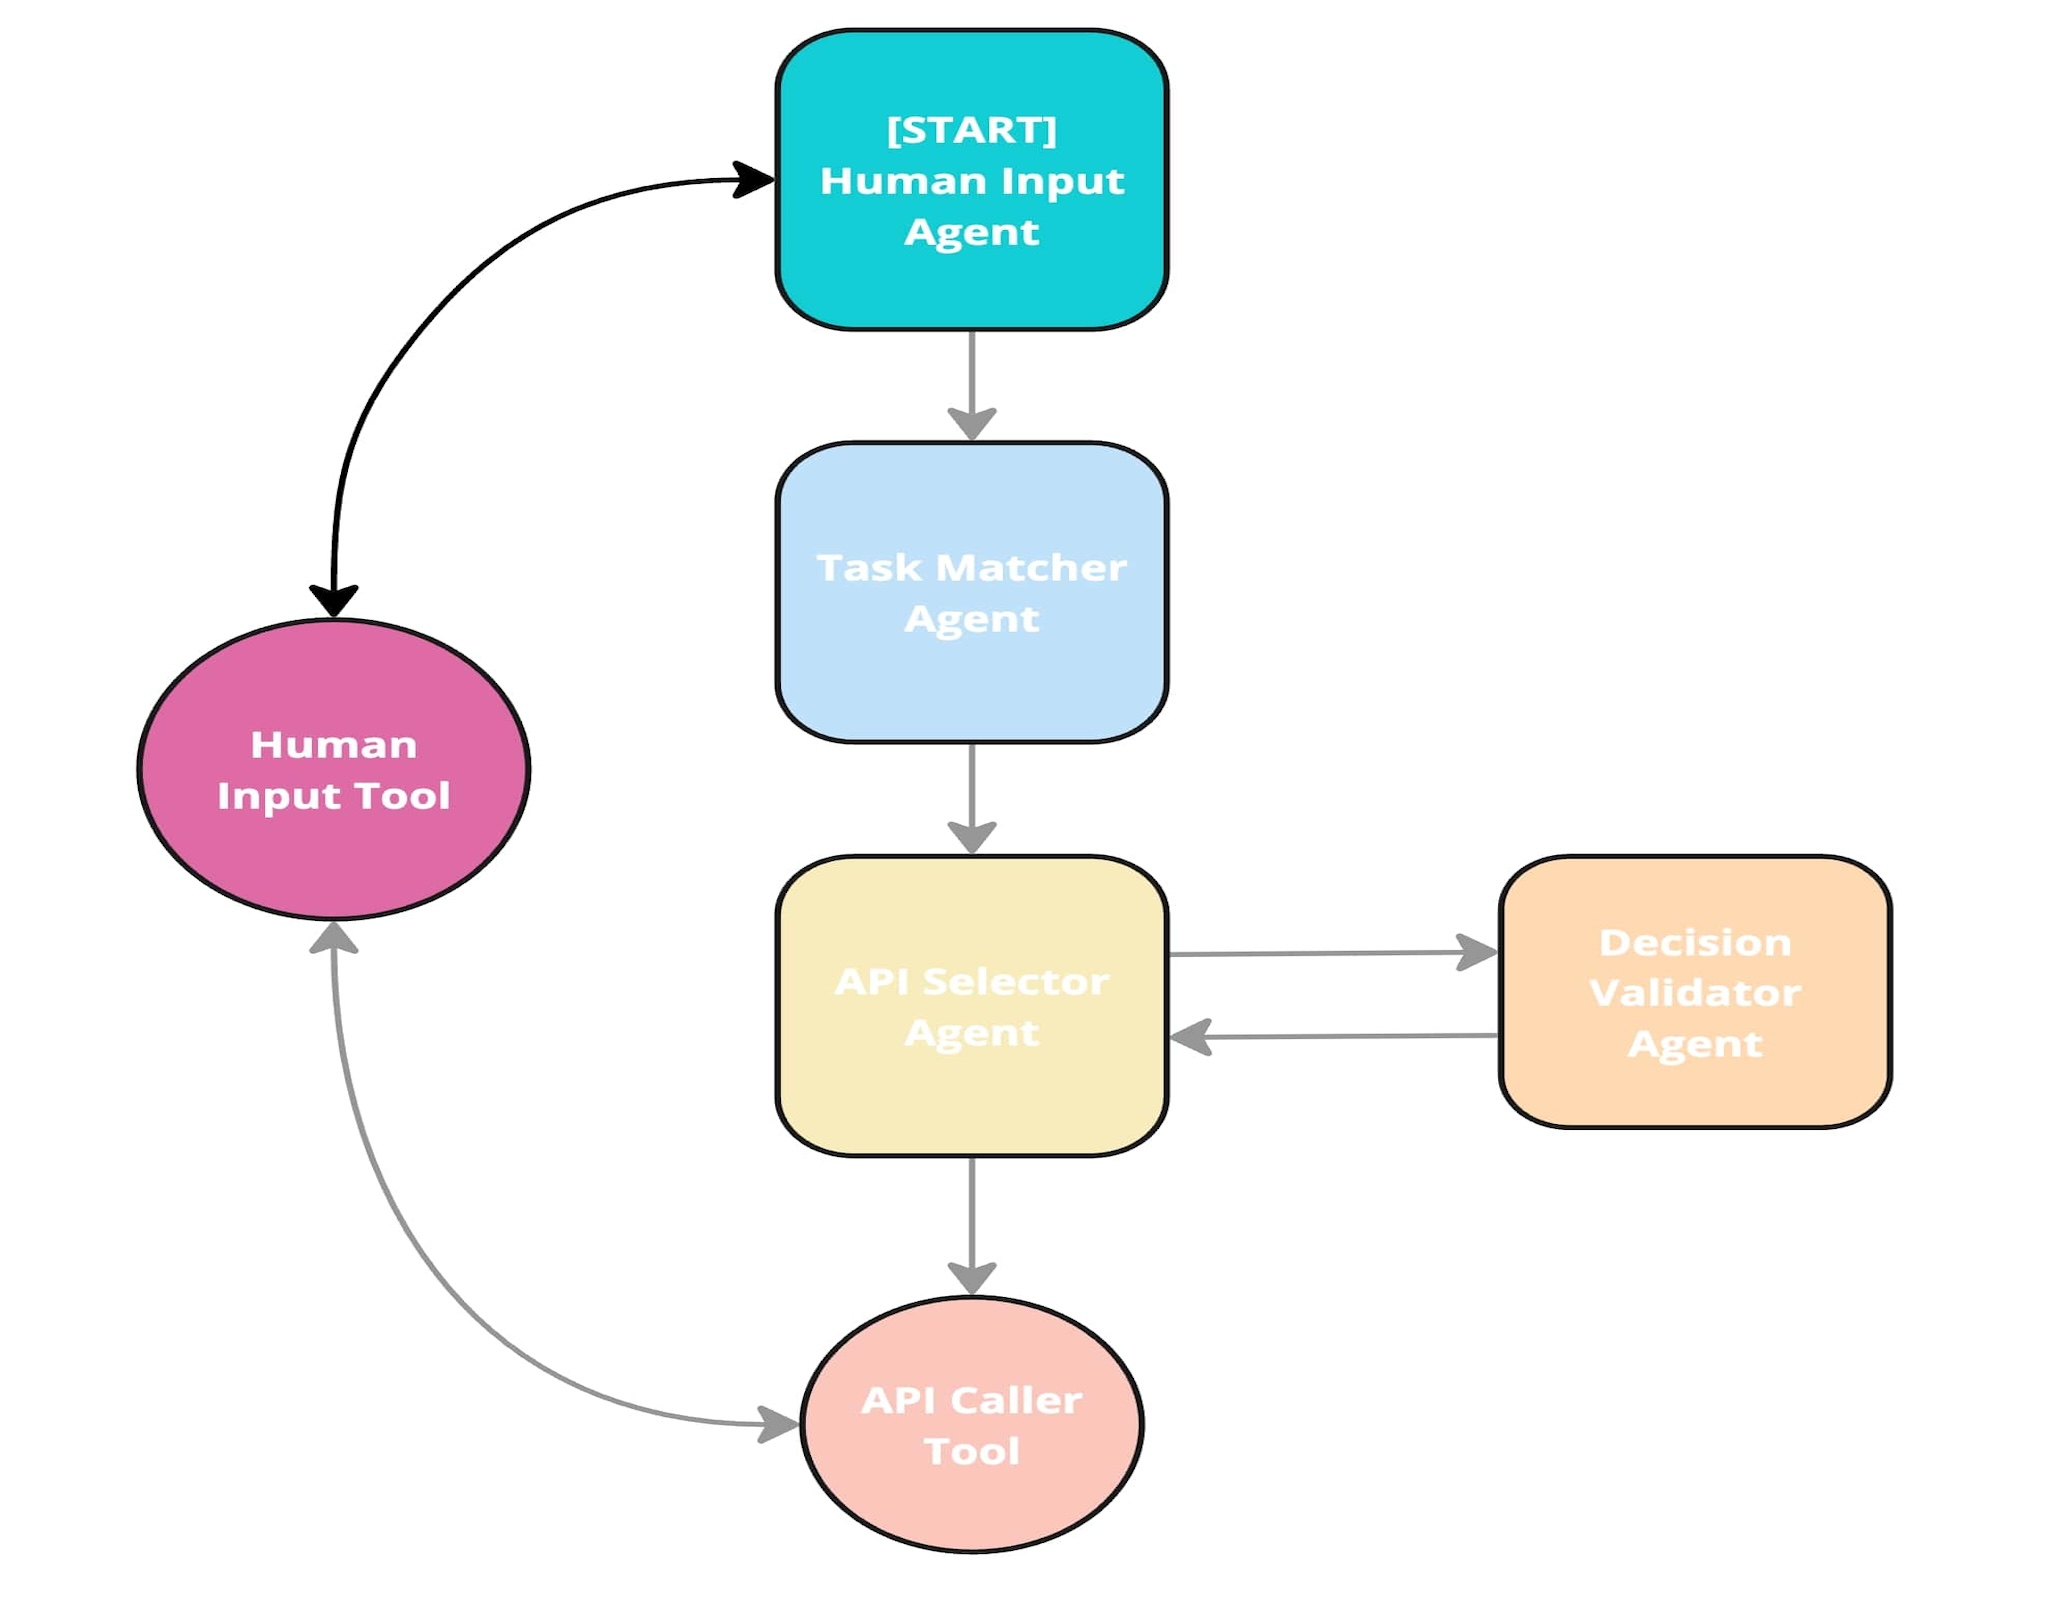 [START]
Human Input
Agent
Task Matcher
Agent
Human
Input Tool
API Selector
Agent
Decision
Validator
Agent
API Caller
Tool